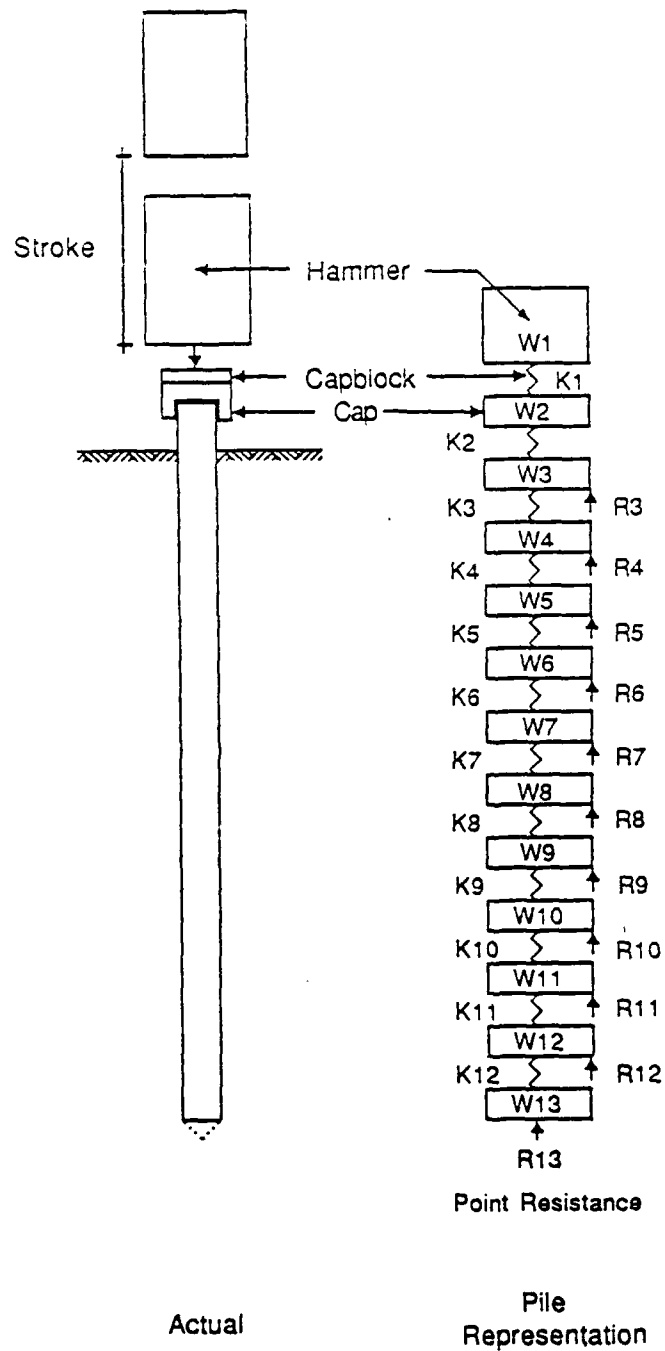 Stroke
Hammer
W1
Capblock
K1
Cap
W2
K2
W3
K3
R3
W4
K4
R4
W5
K5
R5
W6
K6
R6
W7
K7
R7
W8
K8
R8
W9
K9
R9
W10
K10
R10
W11
K11
R11
W12
K12
R12
W13
R13
Point Resistance
Actual
Pile
Representation